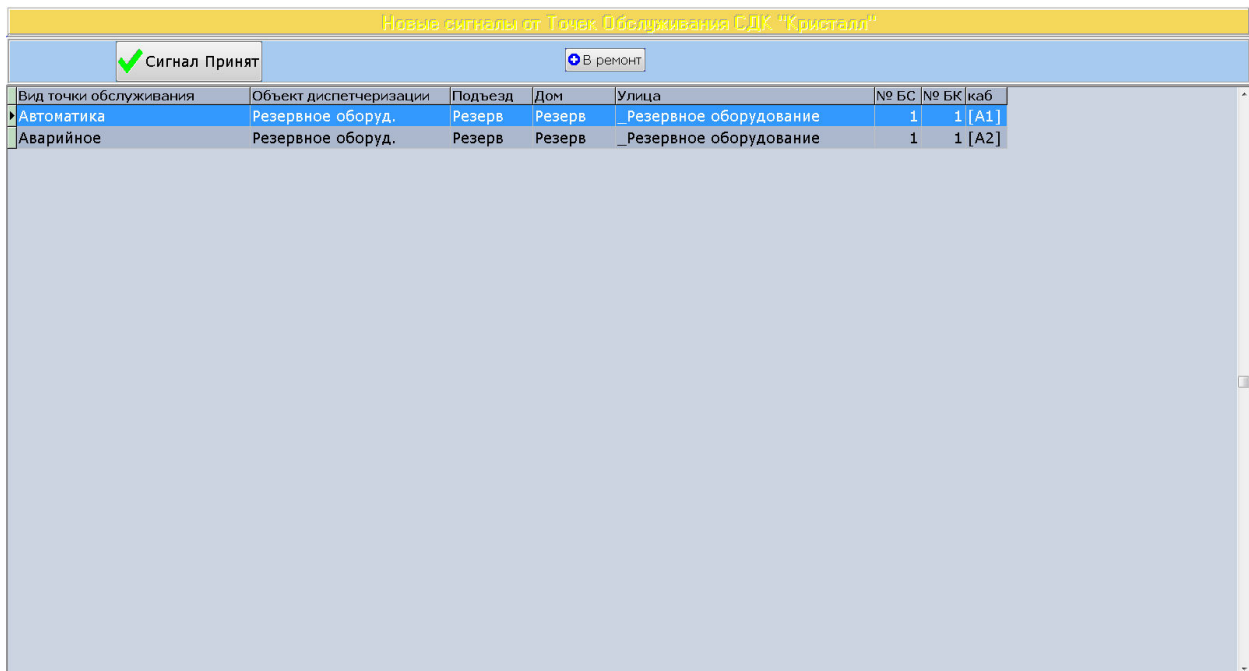 Новые сигналы от Точек Обслуживания СДК "Кристалл"
Сигнал Принят В ремонт
Вид точки обслуживания Объект диспетчеризации Подъезд Дом Улица № БС № БК каб
Автоматика Резервное оборуд. Резерв Резерв _Резервное оборудование 1 1 [А1]
Аварийное Резервное оборуд. Резерв Резерв _Резервное оборудование 1 1 [А2]